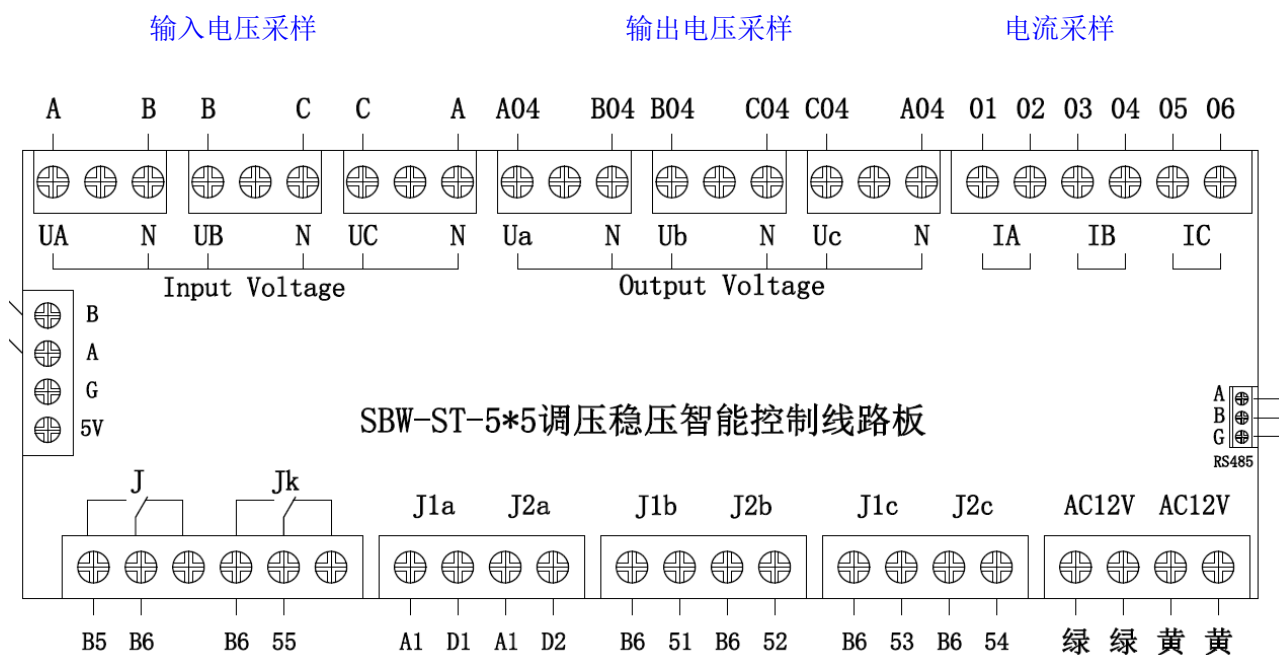 输入电压采样 输出电压采样 电流采样
A B B C C A A04 B04 B04 C04 C04 A04 01 02 03 04 05 06
UA N UB N UC N Ua N Ub N Uc N IA IB IC
Input Voltage Output Voltage
B
A
G
5V
SBW-ST-5*5调压稳压智能控制线路板
A
B
G
RS485
J Jk J1a J2a J1b J2b J1c J2c AC12V AC12V
B5 B6 B6 55 A1 D1 A1 D2 B6 51 B6 52 B6 53 B6 54 绿 绿 黄 黄